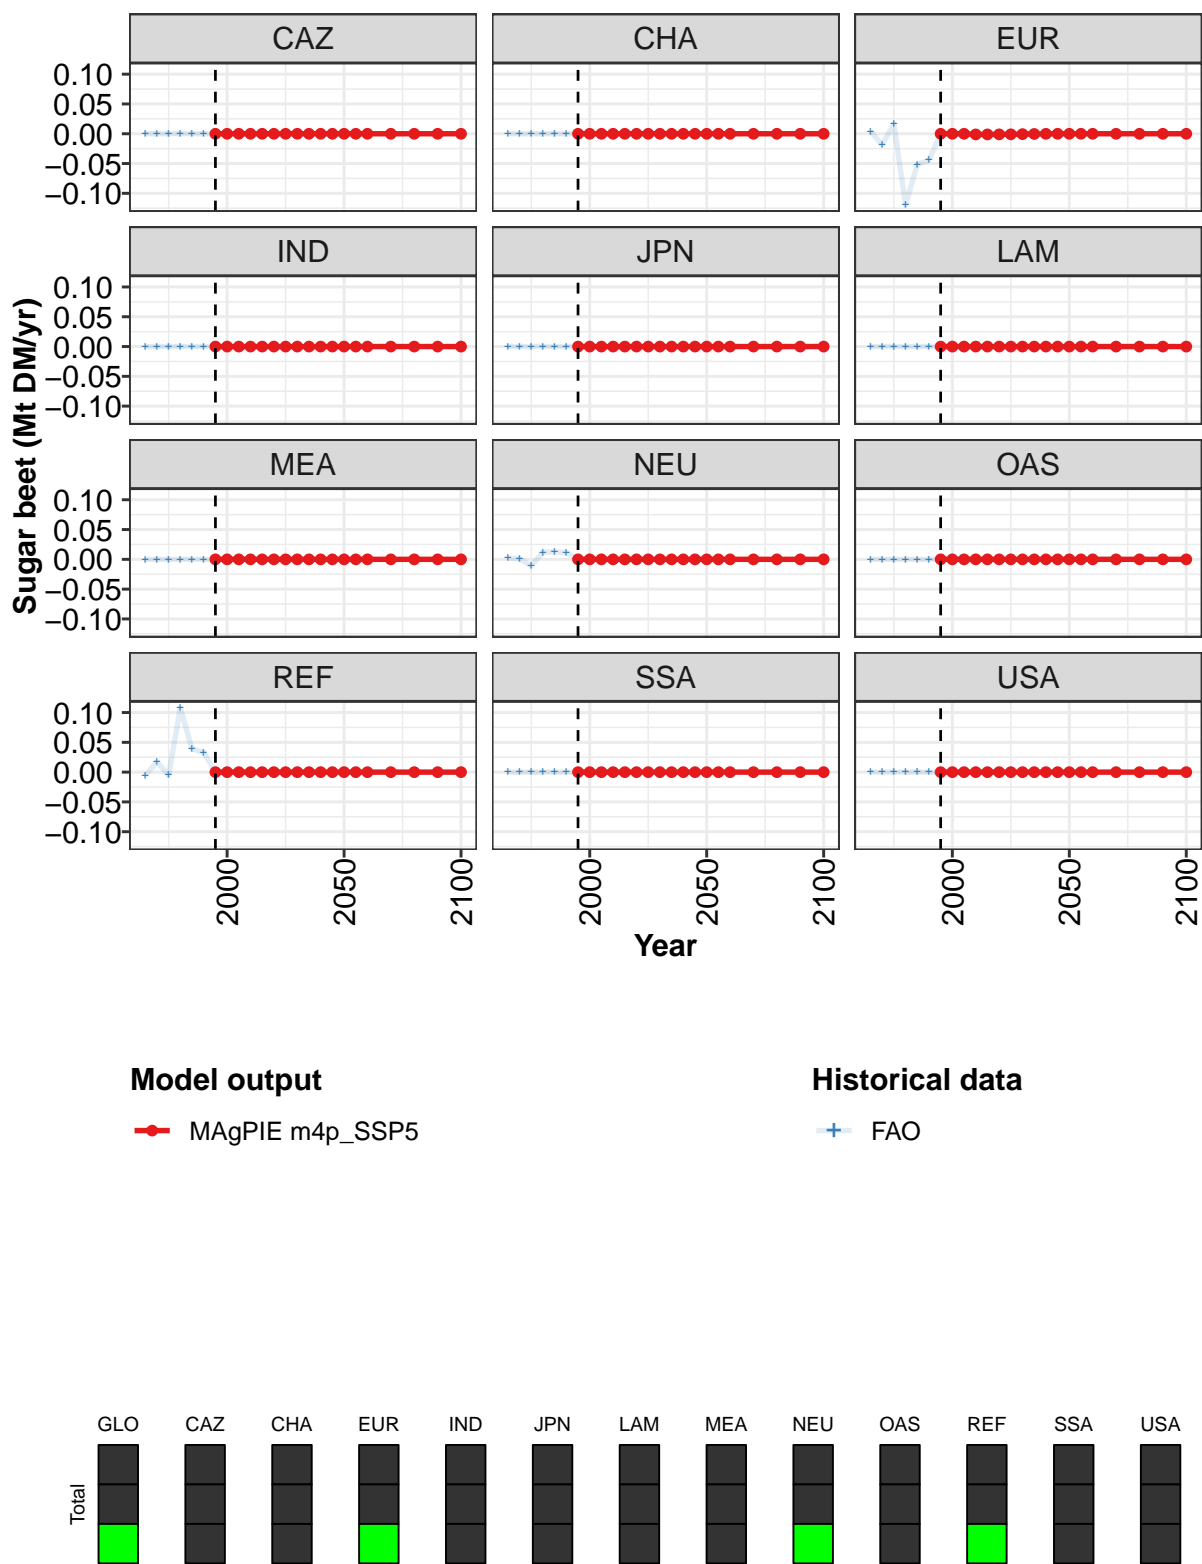 CAZ CHA EUR
0.10
0.05
0.00
−0.05
−0.10
IND JPN LAM
0.10
0.05
0.00
−0.05
−0.10
MEA NEU OAS
0.10
0.05
0.00
−0.05
−0.10
REF SSA USA
0.10
0.05
0.00
−0.05
−0.10
Sugar beet (Mt DM/yr)
2000 2050 2100 2000 2050 2100 2000 2050 2100
Year
Model output Historical data
MAgPIE m4p_SSP5 FAO
GLO CAZ CHA EUR IND JPN LAM MEA NEU OAS REF SSA USA
Total